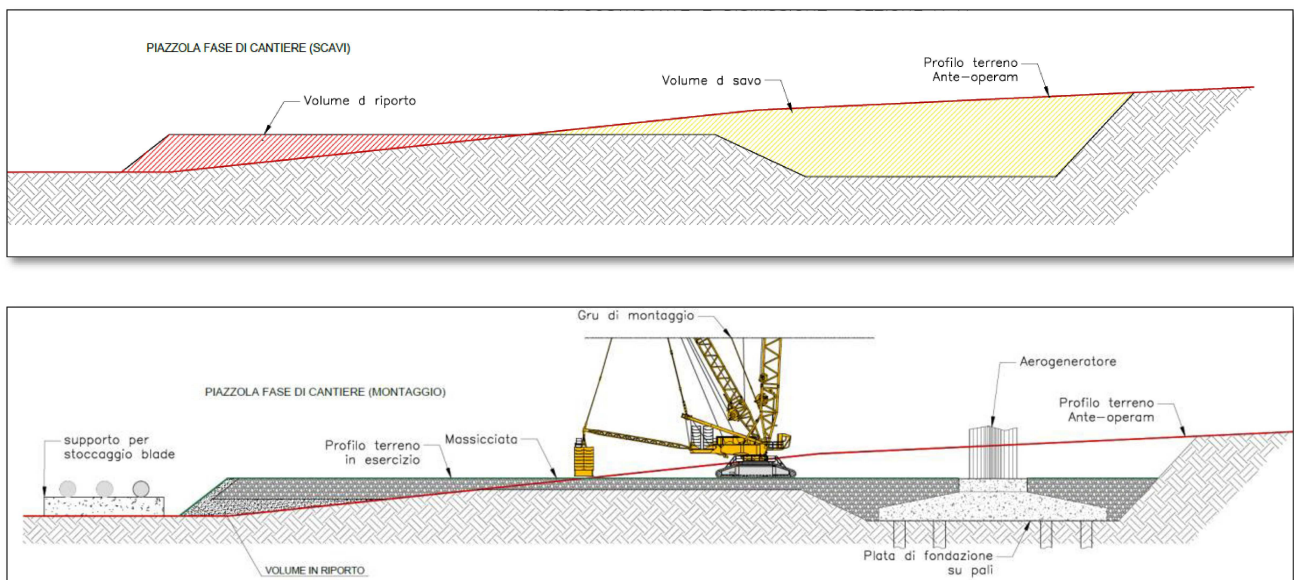 PIAZZOLA FASE DI CANTIERE (SCAVI)
Volume d riporto
Volume d savo
Profilo terreno
Ante-operam
Gru di montaggio
PIAZZOLA FASE DI CANTIERE (MONTAGGIO)
Aerogeneratore
Profilo terreno
Ante-operam
supporto per
stoccaggio blade
Profilo terreno
in esercizio
Massicciata
Plata di fondazione
su pali
VOLUME IN RIPORTO